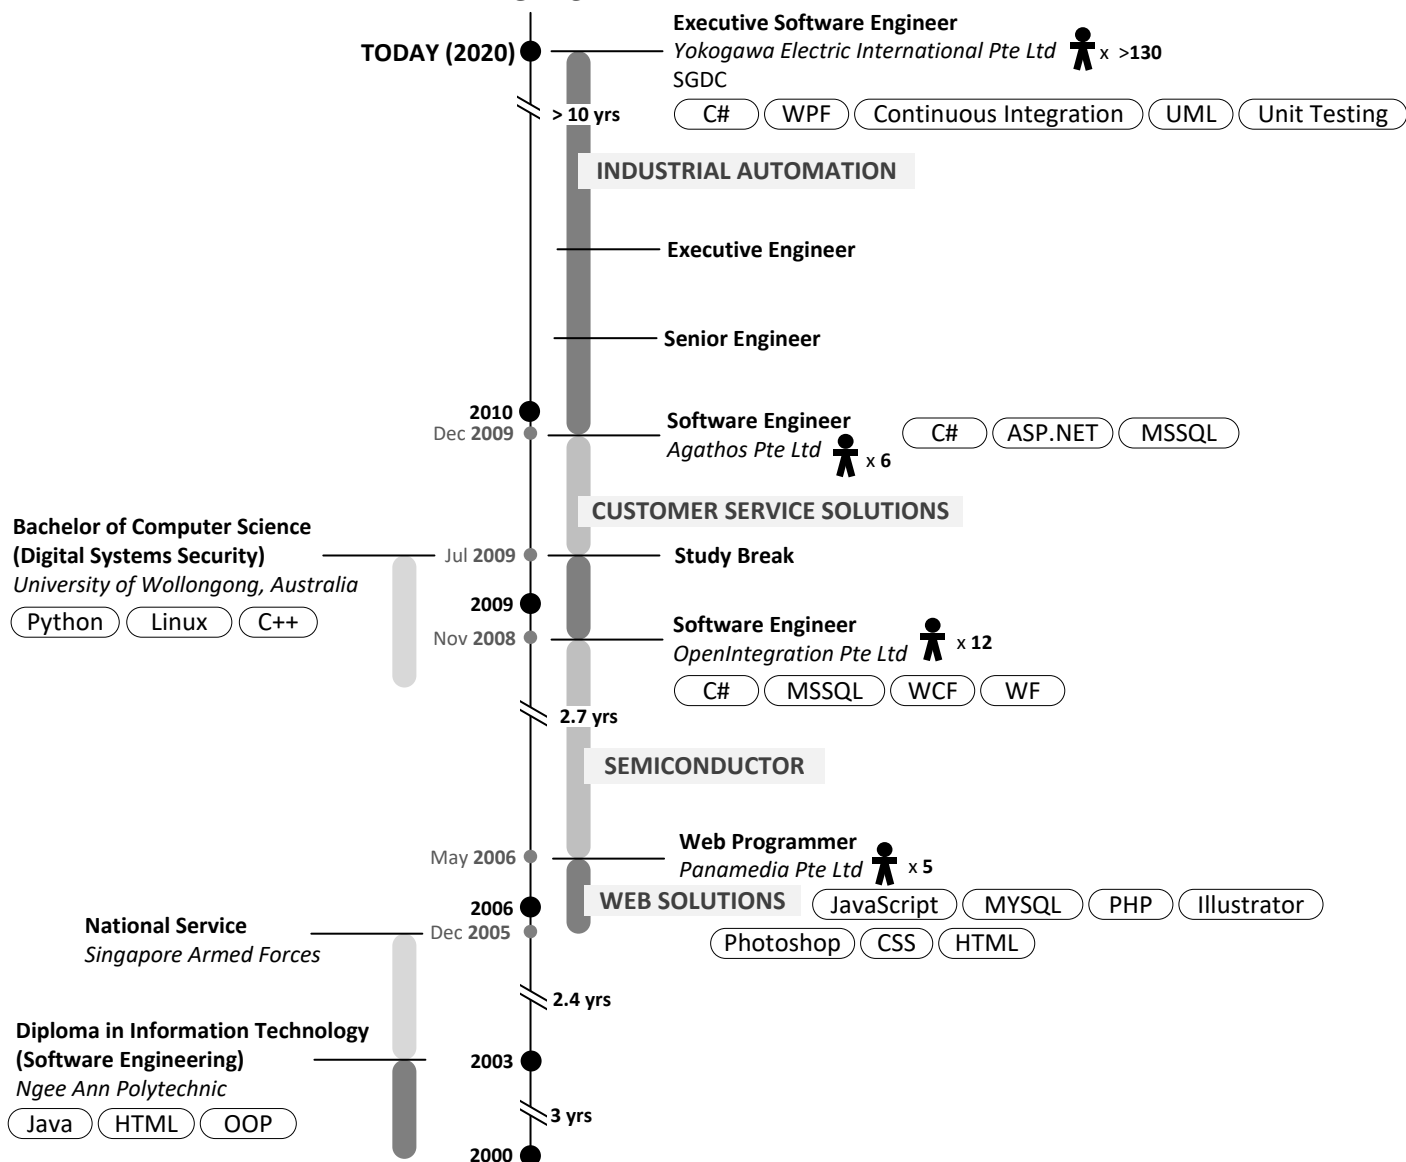 Executive Software Engineer
TODAY (2020)
Yokogawa Electric International Pte Ltd x >130
SGDC
> 10 yrs
C# WPF Continuous Integration UML Unit Testing
INDUSTRIAL AUTOMATION
Executive Engineer
Senior Engineer
2010
Dec 2009
Software Engineer
Agathos Pte Ltd x 6
C# ASP.NET MSSQL
CUSTOMER SERVICE SOLUTIONS
Bachelor of Computer Science
(Digital Systems Security)
University of Wollongong, Australia
Python Linux C++
Jul 2009
Study Break
2009
Nov 2008
Software Engineer
OpenIntegration Pte Ltd x 12
C# MSSQL WCF WF
2.7 yrs
SEMICONDUCTOR
May 2006
Web Programmer
Panamedia Pte Ltd x 5
WEB SOLUTIONS JavaScript MYSQL PHP Illustrator
Photoshop CSS HTML
2006
Dec 2005
National Service
Singapore Armed Forces
2.4 yrs
Diploma in Information Technology
(Software Engineering)
Ngee Ann Polytechnic
Java HTML OOP
2003
3 yrs
2000